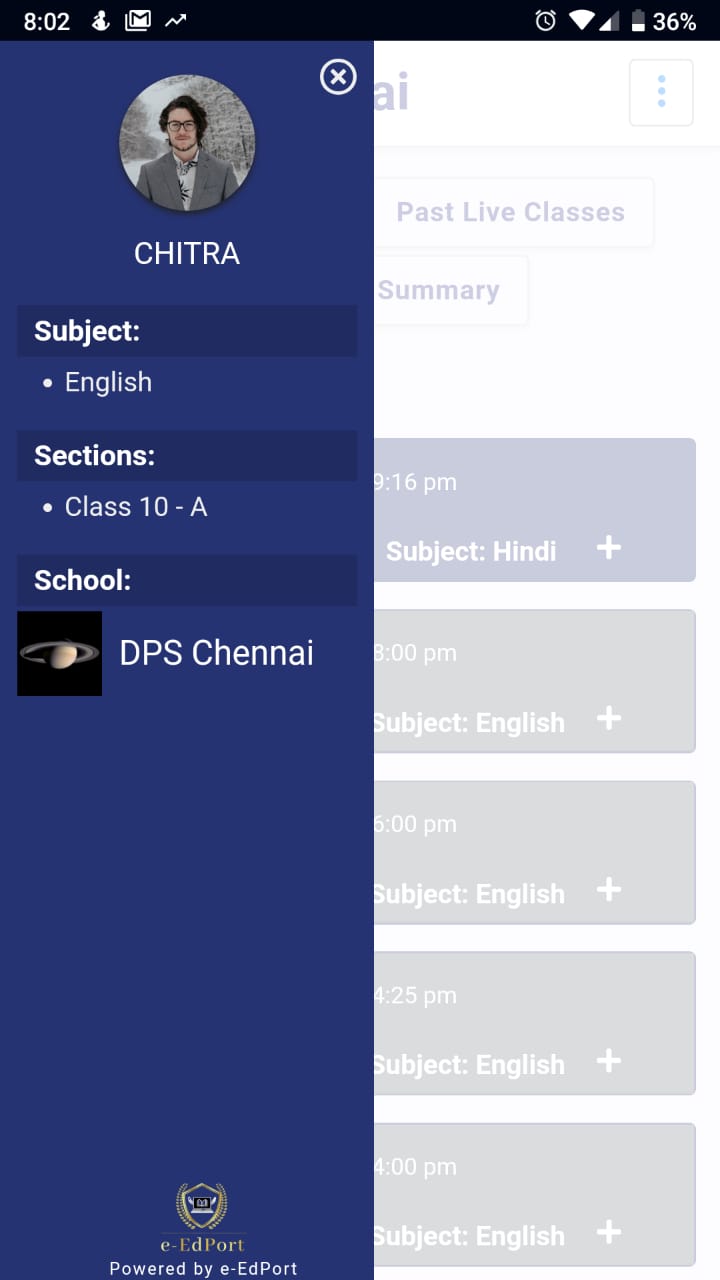 8:02
36%
CHITRA
Subject:
• English
Sections:
• Class 10 - A
School:
DPS Chennai
e-EdPort
Powered by e-EdPort
ai
Past Live Classes
Summary
9:16 pm
Subject: Hindi
8:00 pm
Subject: English
6:00 pm
Subject: English
4:25 pm
Subject: English
4:00 pm
Subject: English